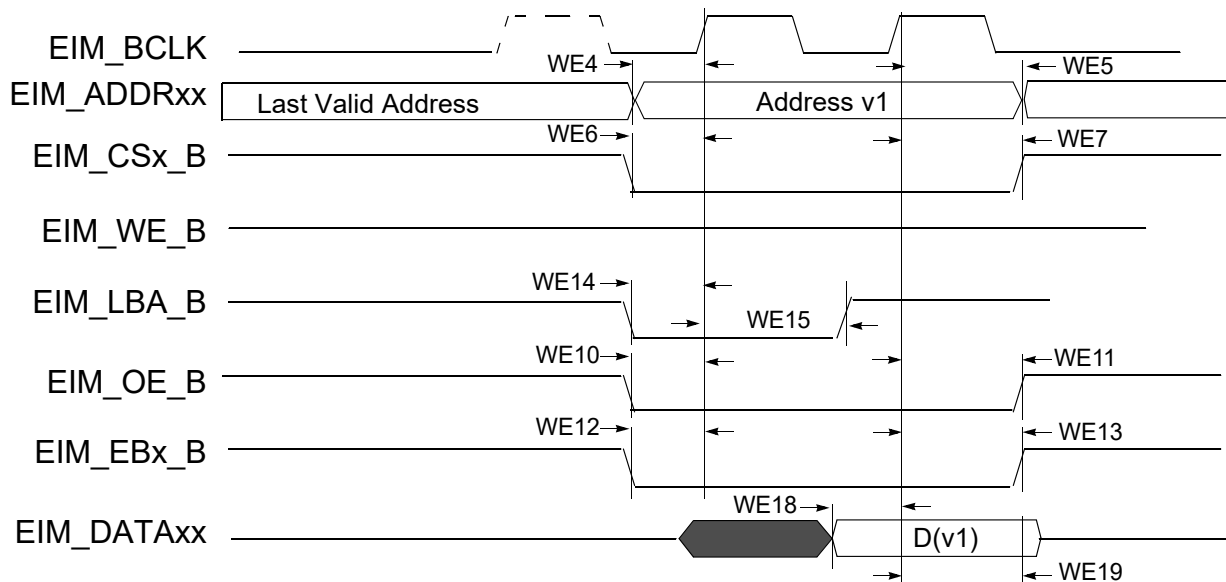 EIM_BCLK
WE4
WE5
EIM_ADDRxx
Last Valid Address
Address v1
WE6
WE7
EIM_CSx_B
EIM_WE_B
WE14
EIM_LBA_B
WE15
WE10
WE11
EIM_OE_B
WE12
WE13
EIM_EBx_B
WE18
EIM_DATAxx
D(v1)
WE19